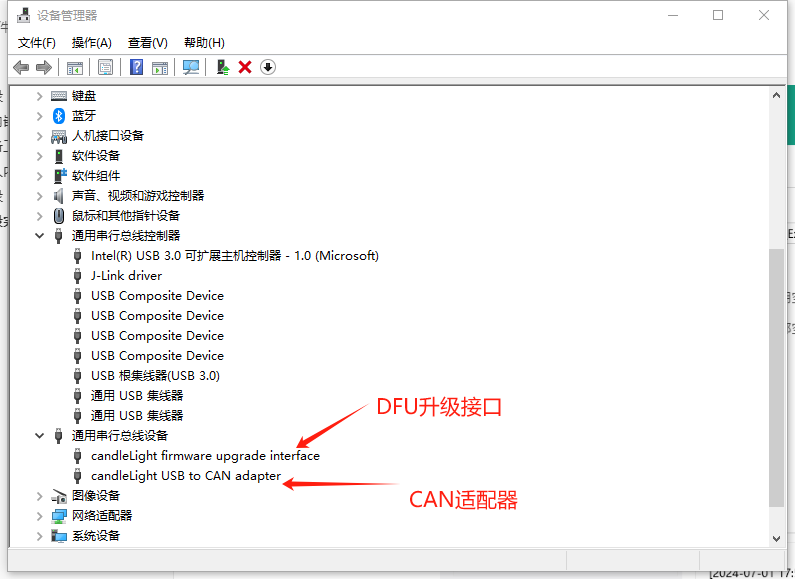 设备管理器
文件(F) 操作(A) 查看(V) 帮助(H)
键盘
蓝牙
人机接口设备
软件设备
软件组件
声音、视频和游戏控制器
鼠标和其他指针设备
通用串行总线控制器
Intel(R) USB 3.0 可扩展主机控制器 - 1.0 (Microsoft)
J-Link driver
USB Composite Device
USB Composite Device
USB Composite Device
USB Composite Device
USB 根集线器(USB 3.0)
通用 USB 集线器
通用 USB 集线器
DFU升级接口
通用串行总线设备
candleLight firmware upgrade interface
candleLight USB to CAN adapter
CAN适配器
图像设备
网络适配器
系统设备
[2024-07-01 17: